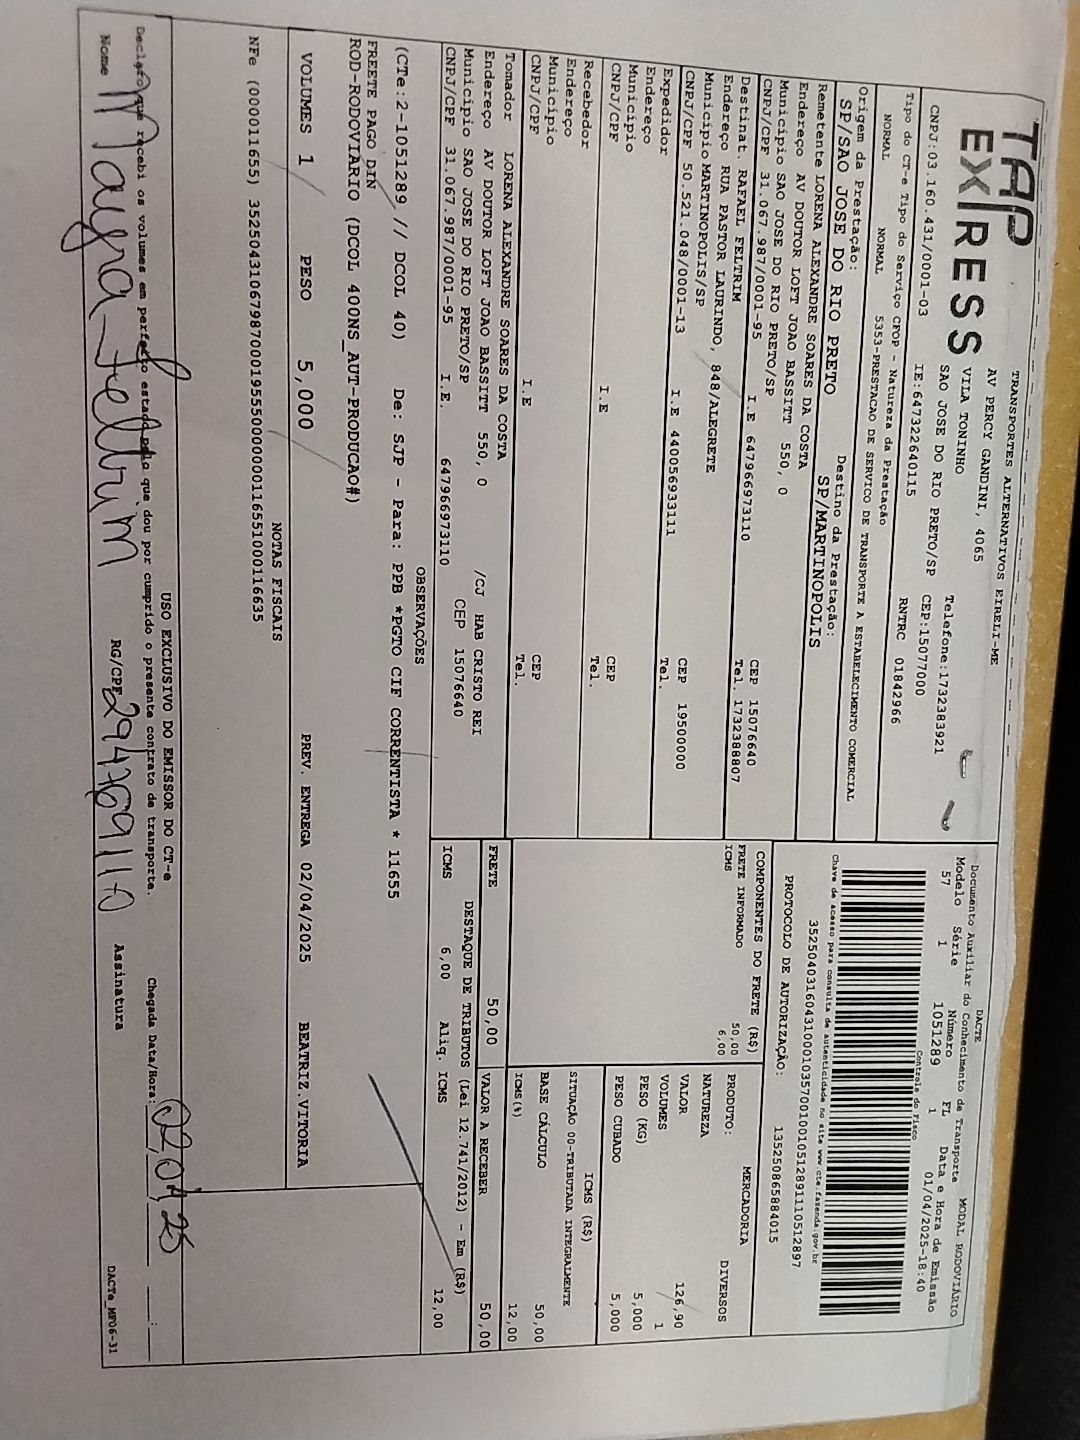 TAP
EXPRESS
TRANSPORTES ALTERNATIVOS EIRELI-ME
AV PERCY GANDINI, 4065
VILA TONINHO
SAO JOSE DO RIO PRETO/SP
Telefone:1732383921
CEP:15077000
CNPJ:03.160.431/0001-03 IE:647322640115 RNTRC 01842966
Tipo do CT-e Tipo do Serviço CFOP - Natureza da Prestação
NORMAL NORMAL 5353-PRESTACAO DE SERVICO DE TRANSPORTE A ESTABELECIMENTO COMERCIAL
Origem da Prestação: Destino da Prestação:
SP/SAO JOSE DO RIO PRETO SP/MARTINOPOLIS
Remetente LORENA ALEXANDRE SOARES DA COSTA
Endereço AV DOUTOR LOFT JOAO BASSITT 550, 0
Município SAO JOSE DO RIO PRETO/SP CEP 15076640
CNPJ/CPF 31.067.987/0001-95 I.E 647966973110 Tel. 1732388807
Destinat. RAFAEL FELTRIM
Endereço RUA PASTOR LAURINDO, 848/ALEGRETE
Município MARTINOPOLIS/SP CEP 19500000
CNPJ/CPF 50.521.048/0001-13 I.E 440056933111 Tel.
Expedidor
Endereço
Município CEP
CNPJ/CPF I.E Tel.
Recebedor
Endereço
Município CEP
CNPJ/CPF I.E Tel.
Tomador LORENA ALEXANDRE SOARES DA COSTA
Endereço AV DOUTOR LOFT JOAO BASSITT 550, 0 /CJ HAB CRISTO REI
Município SAO JOSE DO RIO PRETO/SP CEP 15076640
CNPJ/CPF 31.067.987/0001-95 I.E. 647966973110
DACTE MODAL RODOVIÁRIO
Documento Auxiliar do Conhecimento de Transporte
Modelo Série Número FL Data e Hora de Emissão
57 1 1051289 1 01/04/2025-18:40
Controle do Fisco
Chave de acesso para consulta de autenticidade no site www.cte.fazenda.gov.br
35250403160431000103570010010512891110512897
PROTOCOLO DE AUTORIZAÇÃO: 135250865884015
COMPONENTES DO FRETE (R$)
FRETE INFORMADO 50,00
ICMS 6,00
PRODUTO: MERCADORIA
NATUREZA DIVERSOS
VALOR 126,90
VOLUMES 1
PESO (KG) 5,000
PESO CUBADO 5,000
ICMS (R$)
SITUAÇÃO 00-TRIBUTADA INTEGRALMENTE
BASE CÁLCULO 50,00
ICMS(%) 12,00
FRETE 50,00 VALOR A RECEBER 50,00
DESTAQUE DE TRIBUTOS (Lei 12.741/2012) - Em (R$)
ICMS 6,00 Aliq. ICMS 12,00
OBSERVAÇÕES
(CTe:2-1051289 // DCOL 40) De: SJP - Para: PPB *PGTO CIF CORRENTISTA * 11655
FREETE PAGO DIN
ROD-RODOVIARIO (DCOL 400NS_AUT-PRODUCAO#)
VOLUMES 1 PESO 5,000 PREV. ENTREGA 02/04/2025 BEATRIZ.VITORIA
NOTAS FISCAIS
NFe (000011655) 35250431067987000195550000000116551000116635
USO EXCLUSIVO DO EMISSOR DO CT-e
Declaro que recebi os volumes em perfeito estado pelo que dou por cumprido o presente contrato de transporte. Chegada Data/Hora: 02/04/25 __:__
Nome Mayra Feltrim RG/CPF Assinatura
DACTe_MF06-31